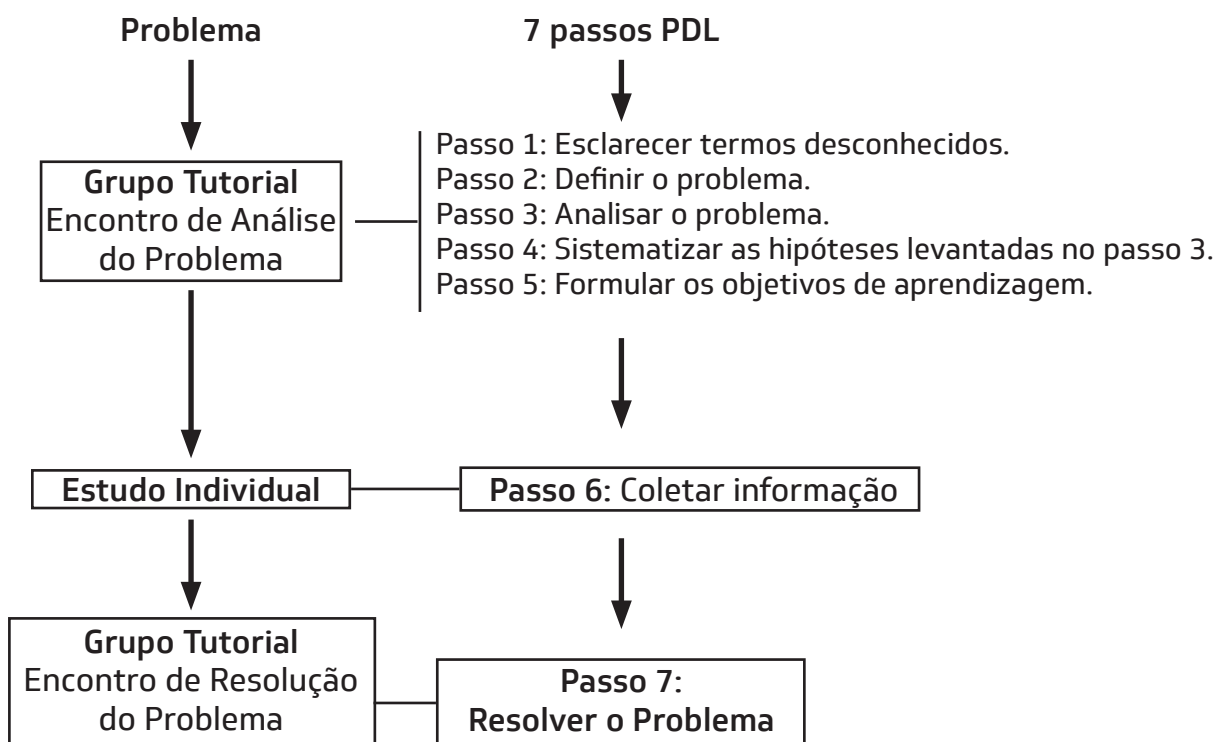 Problema
7 passos PDL
Grupo Tutorial
Encontro de Análise
do Problema
Passo 1: Esclarecer termos desconhecidos.
Passo 2: Definir o problema.
Passo 3: Analisar o problema.
Passo 4: Sistematizar as hipóteses levantadas no passo 3.
Passo 5: Formular os objetivos de aprendizagem.
Estudo Individual
Passo 6: Coletar informação
Grupo Tutorial
Encontro de Resolução
do Problema
Passo 7:
Resolver o Problema